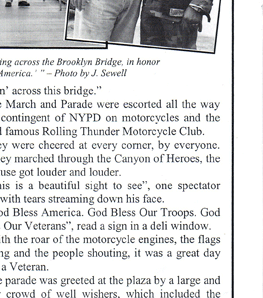 ing across the Brooklyn Bridge, in honor
America.' " – Photo by J. Sewell
n' across this bridge."
e March and Parade were escorted all the way
contingent of NYPD on motorcycles and the
l famous Rolling Thunder Motorcycle Club.
ey were cheered at every corner, by everyone.
ey marched through the Canyon of Heroes, the
use got louder and louder.
his is a beautiful sight to see", one spectator
with tears streaming down his face.
od Bless America. God Bless Our Troops. God
Our Veterans", read a sign in a deli window.
ith the roar of the motorcycle engines, the flags
ng and the people shouting, it was a great day
a Veteran.
e parade was greeted at the plaza by a large and
crowd of well wishers, which included the